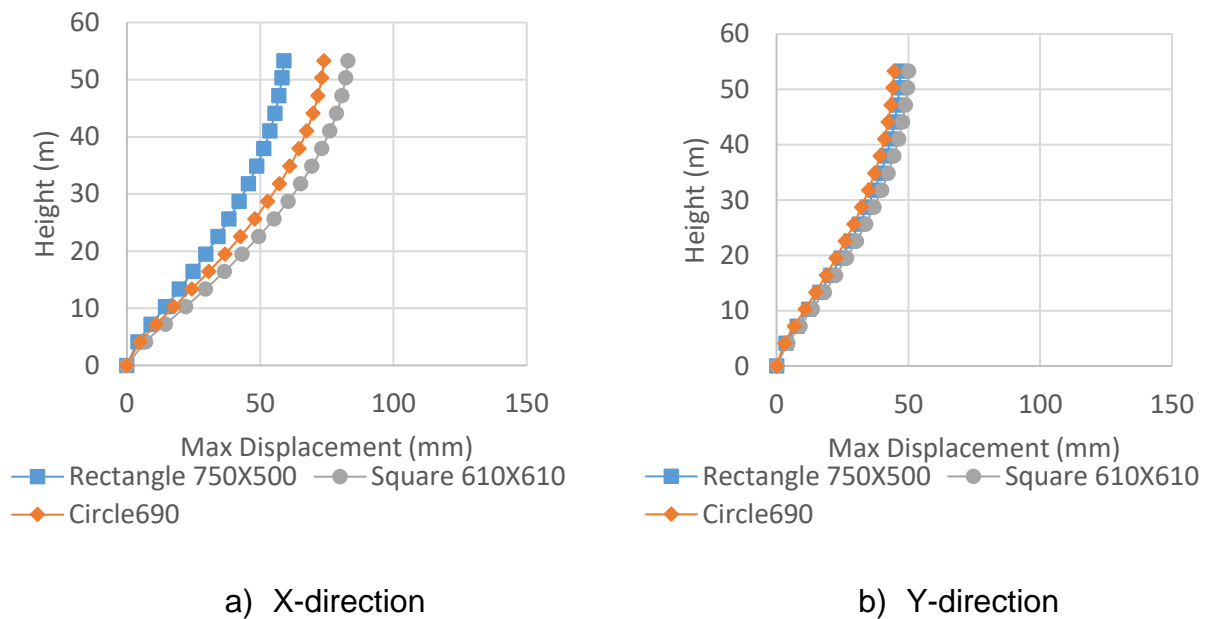 60
50
40
30
20
10
0
Height (m)
0 50 100 150
Max Displacement (mm)
Rectangle 750X500 Square 610X610
Circle690
a) X-direction
60
50
40
30
20
10
0
Height (m)
0 50 100 150
Max Displacement (mm)
Rectangle 750X500 Square 610X610
Circle690
b) Y-direction